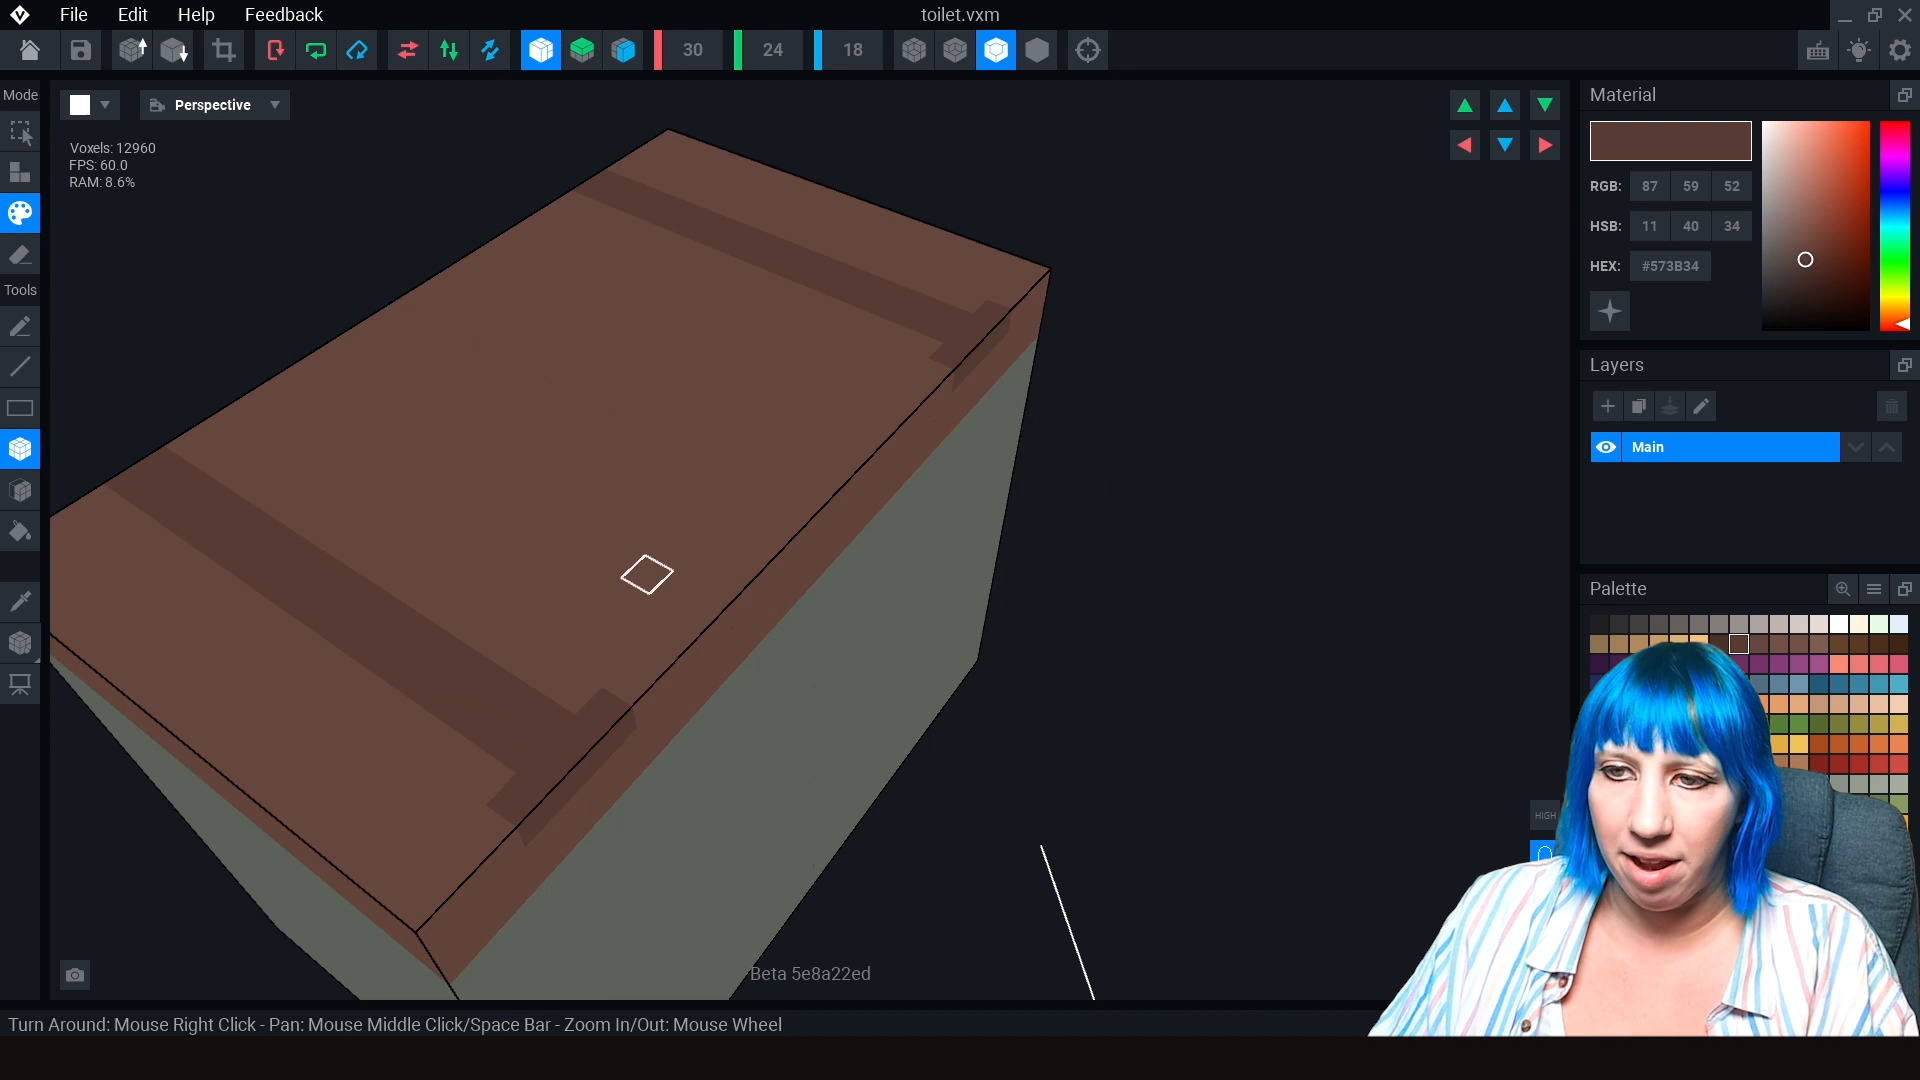 File Edit Help Feedback
toilet.vxm
30 24 18
Mode
Perspective
Voxels: 12960
FPS: 60.0
RAM: 8.6%
Tools
Material
RGB: 87 59 52
HSB: 11 40 34
HEX: #573B34
Layers
Main
Palette
HIGH
Beta 5e8a22ed
Turn Around: Mouse Right Click - Pan: Mouse Middle Click/Space Bar - Zoom In/Out: Mouse Wheel